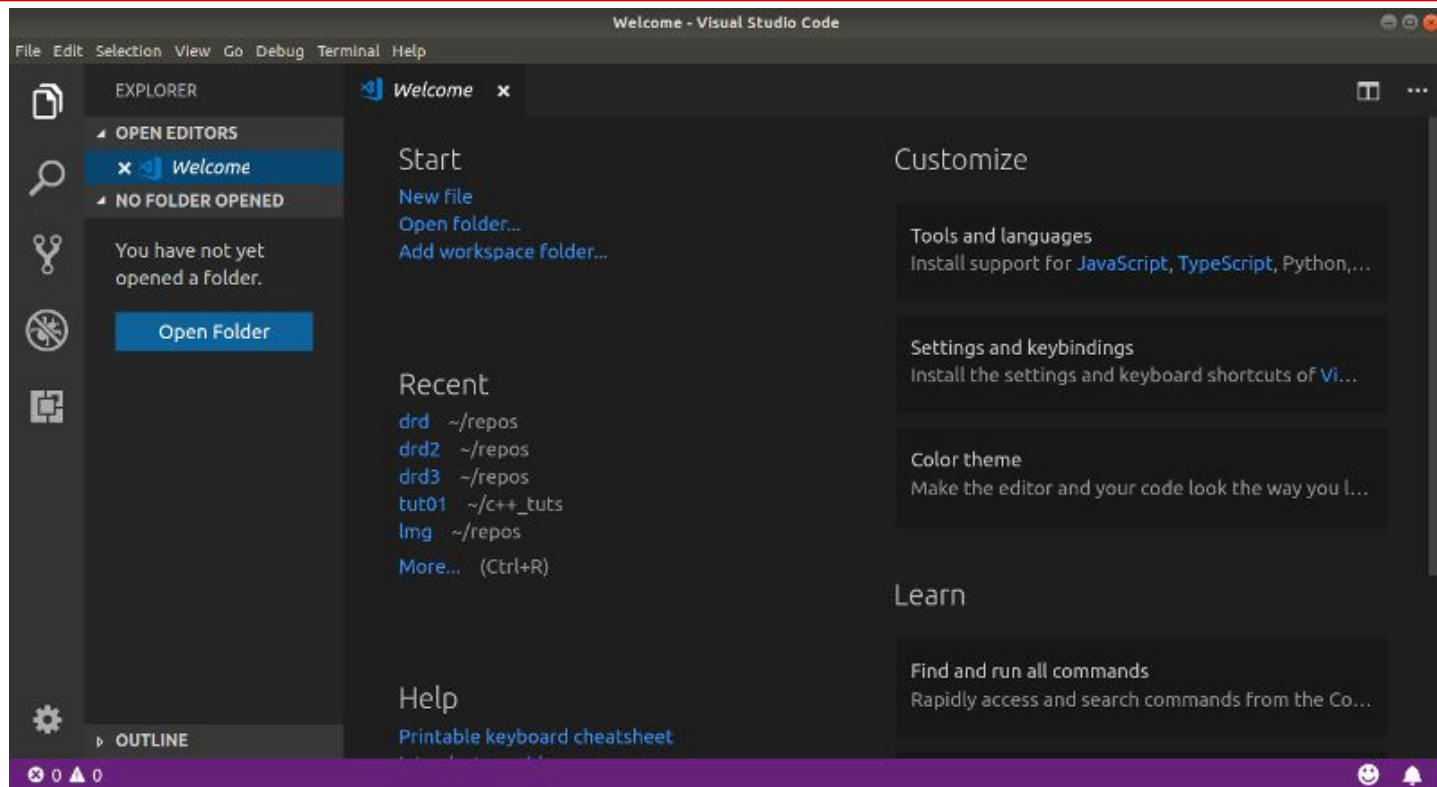 Welcome - Visual Studio Code
File Edit Selection View Go Debug Terminal Help
EXPLORER
OPEN EDITORS
Welcome
NO FOLDER OPENED
You have not yet
opened a folder.
Open Folder
OUTLINE
Welcome
Start
New file
Open folder...
Add workspace folder...
Recent
drd ~/repos
drd2 ~/repos
drd3 ~/repos
tut01 ~/c++_tuts
lmg ~/repos
More... (Ctrl+R)
Help
Printable keyboard cheatsheet
Customize
Tools and languages
Install support for JavaScript, TypeScript, Python,...
Settings and keybindings
Install the settings and keyboard shortcuts of Vi...
Color theme
Make the editor and your code look the way you l...
Learn
Find and run all commands
Rapidly access and search commands from the Co...
0 0